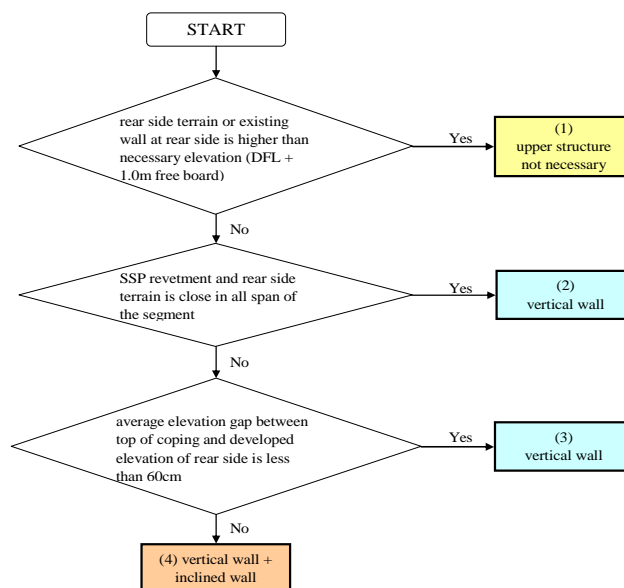 START
rear side terrain or existing
wall at rear side is higher than
necessary elevation (DFL +
1.0m free board)
Yes
(1)
upper structure
not necessary
No
SSP revetment and rear side
terrain is close in all span of
the segment
Yes
(2)
vertical wall
No
average elevation gap between
top of coping and developed
elevation of rear side is less
than 60cm
Yes
(3)
vertical wall
No
(4) vertical wall +
inclined wall